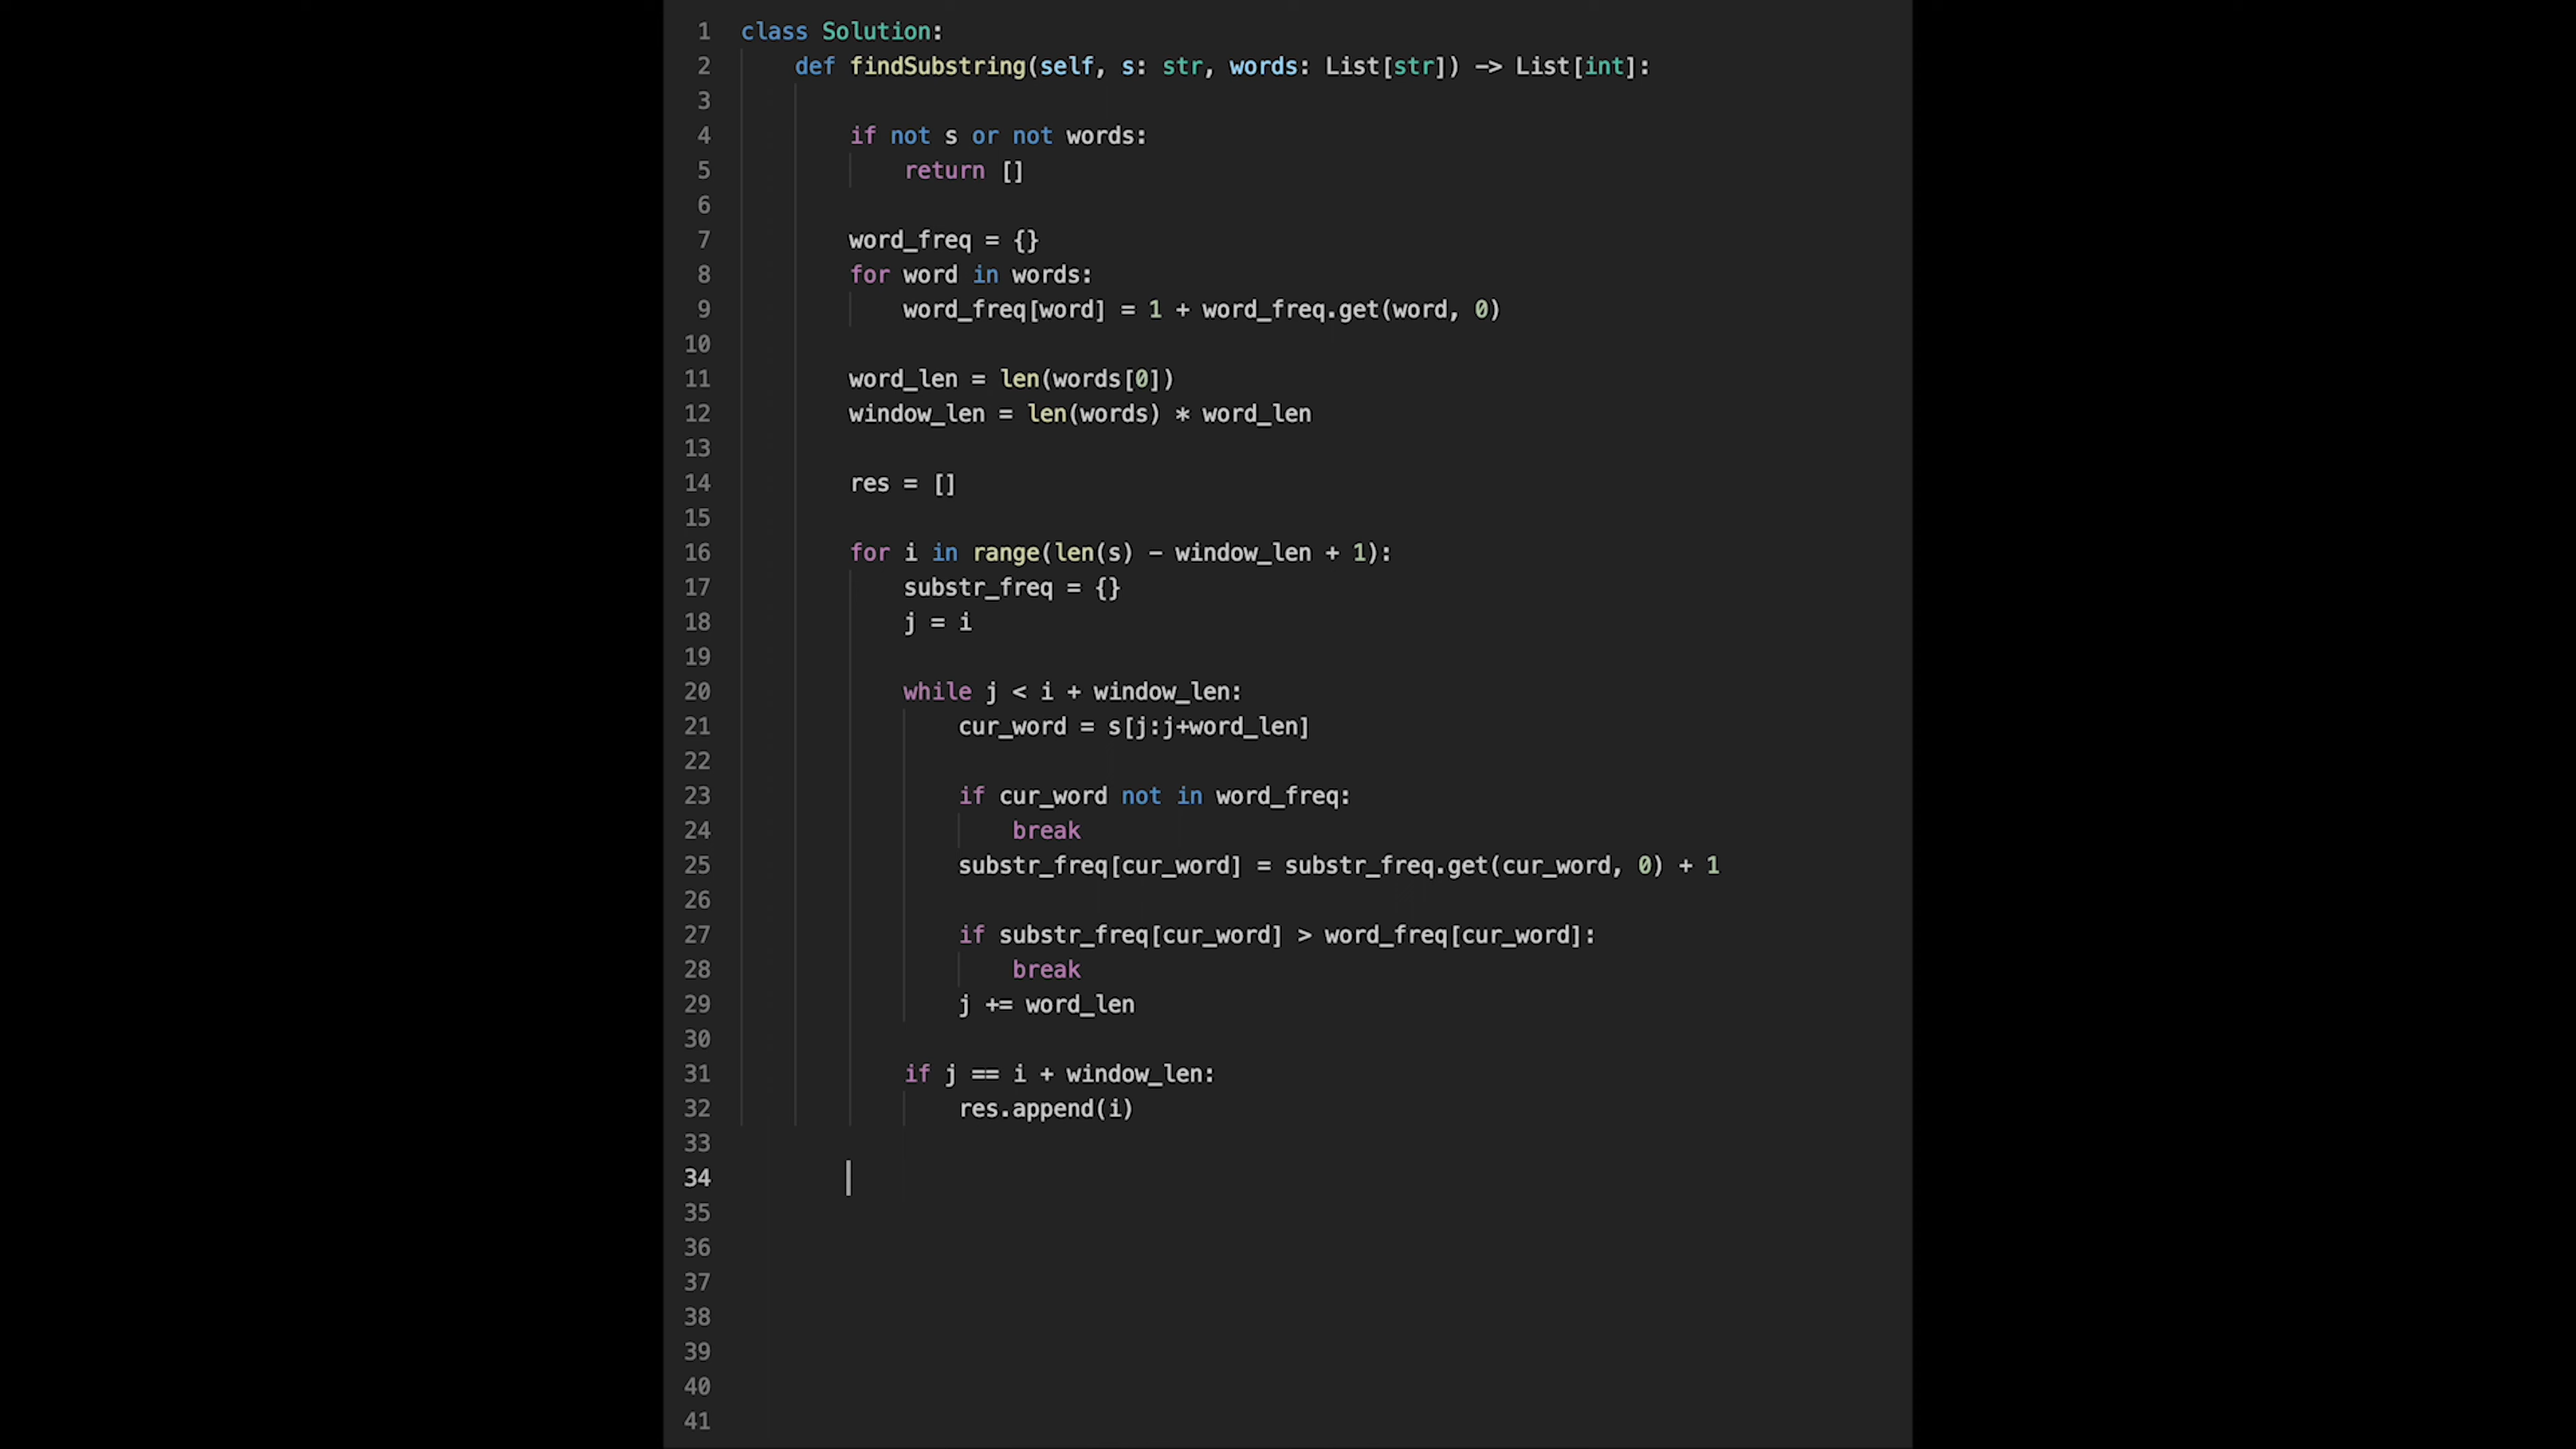 1 class Solution:
2     def findSubstring(self, s: str, words: List[str]) -> List[int]:
3
4         if not s or not words:
5             return []
6
7         word_freq = {}
8         for word in words:
9             word_freq[word] = 1 + word_freq.get(word, 0)
10
11         word_len = len(words[0])
12         window_len = len(words) * word_len
13
14         res = []
15
16         for i in range(len(s) - window_len + 1):
17             substr_freq = {}
18             j = i
19
20             while j < i + window_len:
21                 cur_word = s[j:j+word_len]
22
23                 if cur_word not in word_freq:
24                     break
25                 substr_freq[cur_word] = substr_freq.get(cur_word, 0) + 1
26
27                 if substr_freq[cur_word] > word_freq[cur_word]:
28                     break
29                 j += word_len
30
31             if j == i + window_len:
32                 res.append(i)
33
34
35
36
37
38
39
40
41